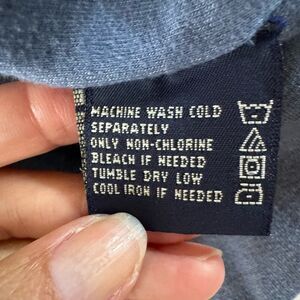 MACHINE WASH COLD
SEPARATELY
ONLY NON-CHLORINE
BLEACH IF NEEDED
TUMBLE DRY LOW
COOL IRON IF NEEDED